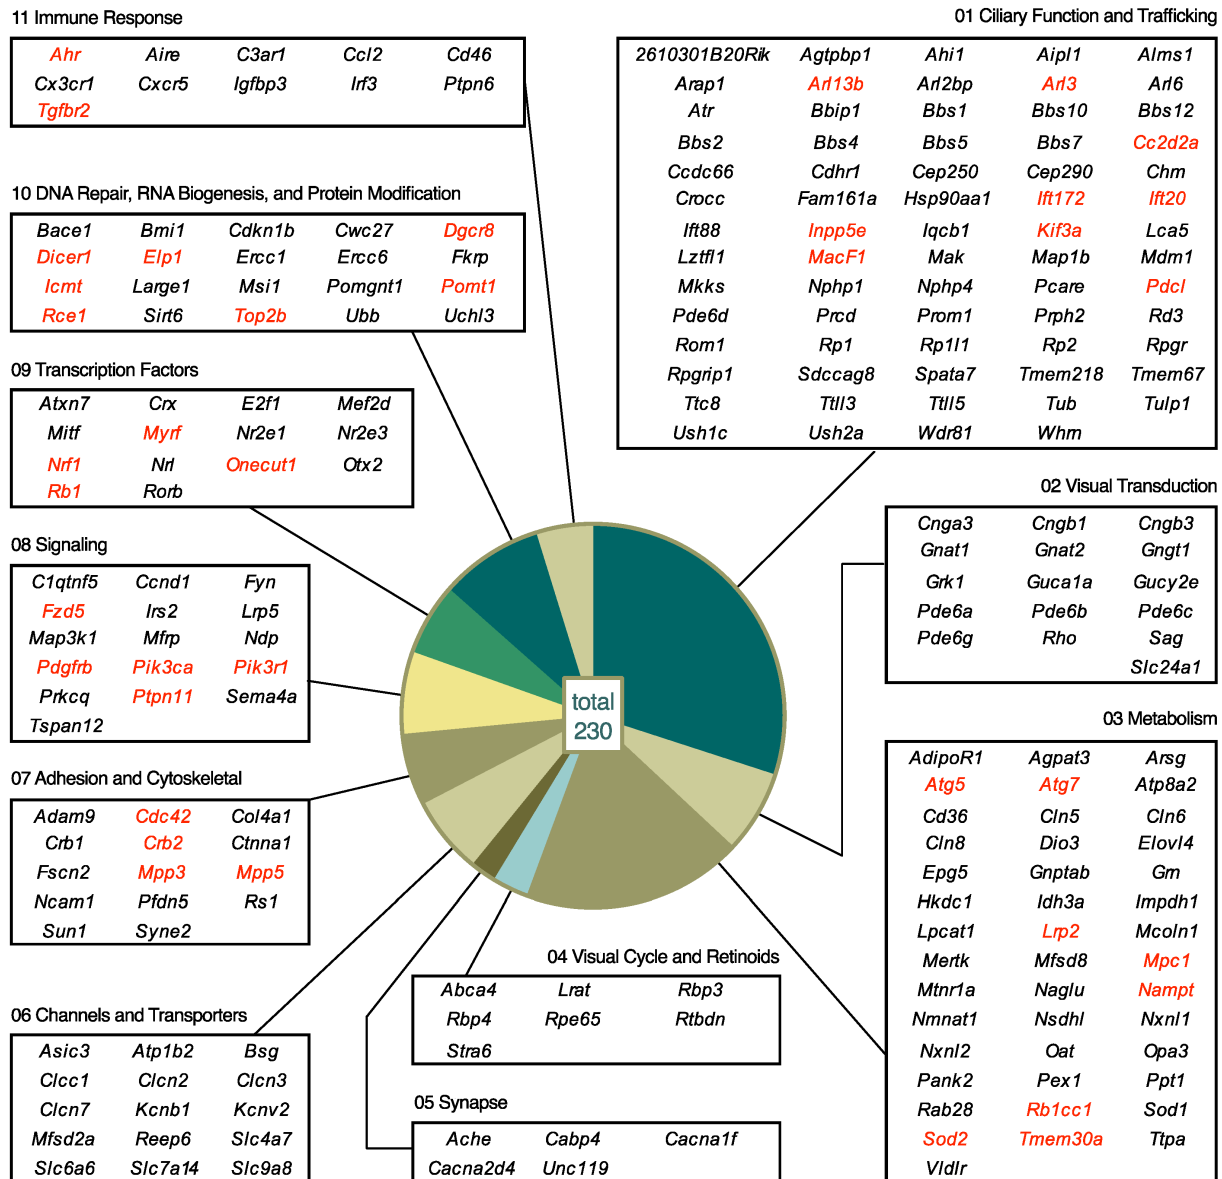 11 Immune Response
Ahr Aire C3ar1 Ccl2 Cd46
Cx3cr1 Cxcr5 Igfbp3 Irf3 Ptpn6
Tgfbr2
10 DNA Repair, RNA Biogenesis, and Protein Modification
Bace1 Bmi1 Cdkn1b Cwc27 Dgcr8
Dicer1 Elp1 Ercc1 Ercc6 Fkrp
Icmt Large1 Msi1 Pomgnt1 Pomt1
Rce1 Sirt6 Top2b Ubb Uchl3
09 Transcription Factors
Atxn7 Crx E2f1 Mef2d
Mitf Myrf Nr2e1 Nr2e3
Nrf1 Nrl Onecut1 Otx2
Rb1 Rorb
08 Signaling
C1qtnf5 Ccnd1 Fyn
Fzd5 Irs2 Lrp5
Map3k1 Mfrp Ndp
Pdgfrb Pik3ca Pik3r1
Prkcq Ptpn11 Sema4a
Tspan12
07 Adhesion and Cytoskeletal
Adam9 Cdc42 Col4a1
Crb1 Crb2 Ctnna1
Fscn2 Mpp3 Mpp5
Ncam1 Pfdn5 Rs1
Sun1 Syne2
06 Channels and Transporters
Asic3 Atp1b2 Bsg
Clcc1 Clcn2 Clcn3
Clcn7 Kcnb1 Kcnv2
Mfsd2a Reep6 Slc4a7
Slc6a6 Slc7a14 Slc9a8
total
230
04 Visual Cycle and Retinoids
Abca4 Lrat Rbp3
Rbp4 Rpe65 Rtbdn
Stra6
05 Synapse
Ache Cabp4 Cacna1f
Cacna2d4 Unc119
01 Ciliary Function and Trafficking
2610301B20Rik Agtpbp1 Ahi1 Aipl1 Alms1
Arap1 Arl13b Arl2bp Arl3 Arl6
Atr Bbip1 Bbs1 Bbs10 Bbs12
Bbs2 Bbs4 Bbs5 Bbs7 Cc2d2a
Ccdc66 Cdhr1 Cep250 Cep290 Chm
Crocc Fam161a Hsp90aa1 Ift172 Ift20
Ift88 Inpp5e Iqcb1 Kif3a Lca5
Lztfl1 MacF1 Mak Map1b Mdm1
Mkks Nphp1 Nphp4 Pcare Pdcl
Pde6d Prcd Prom1 Prph2 Rd3
Rom1 Rp1 Rp1l1 Rp2 Rpgr
Rpgrip1 Sdccag8 Spata7 Tmem218 Tmem67
Ttc8 Ttll3 Ttll5 Tub Tulp1
Ush1c Ush2a Wdr81 Whrn
02 Visual Transduction
Cnga3 Cngb1 Cngb3
Gnat1 Gnat2 Gngt1
Grk1 Guca1a Gucy2e
Pde6a Pde6b Pde6c
Pde6g Rho Sag
Slc24a1
03 Metabolism
AdipoR1 Agpat3 Arsg
Atg5 Atg7 Atp8a2
Cd36 Cln5 Cln6
Cln8 Dio3 Elovl4
Epg5 Gnptab Grn
Hkdc1 Idh3a Impdh1
Lpcat1 Lrp2 Mcoln1
Mertk Mfsd8 Mpc1
Mtnr1a Naglu Nampt
Nmnat1 Nsdhl Nxnl1
Nxnl2 Oat Opa3
Pank2 Pex1 Ppt1
Rab28 Rb1cc1 Sod1
Sod2 Tmem30a Ttpa
Vldlr